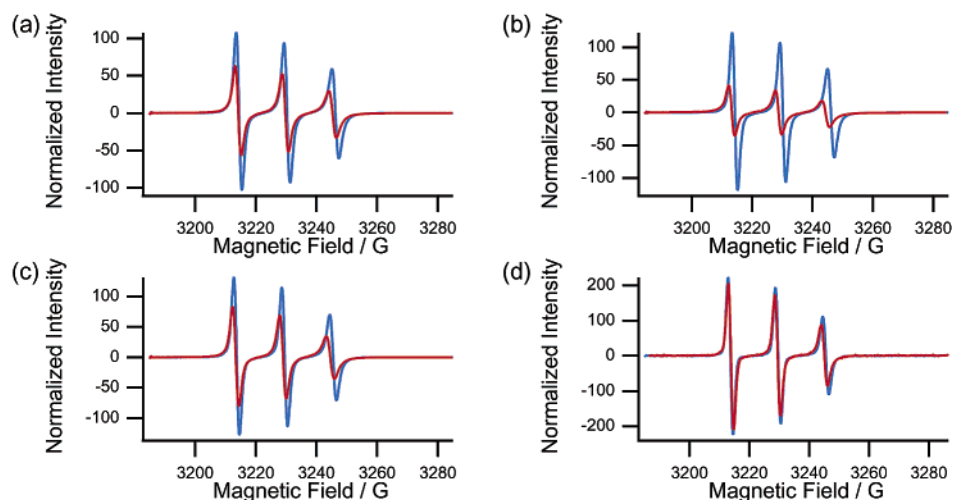 (a)
Normalized Intensity
100
50
0
-50
-100
3200 3220 3240 3260 3280
Magnetic Field / G
(b)
Normalized Intensity
100
50
0
-50
-100
3200 3220 3240 3260 3280
Magnetic Field / G
(c)
Normalized Intensity
100
50
0
-50
-100
3200 3220 3240 3260 3280
Magnetic Field / G
(d)
Normalized Intensity
200
100
0
-100
-200
3200 3220 3240 3260 3280
Magnetic Field / G